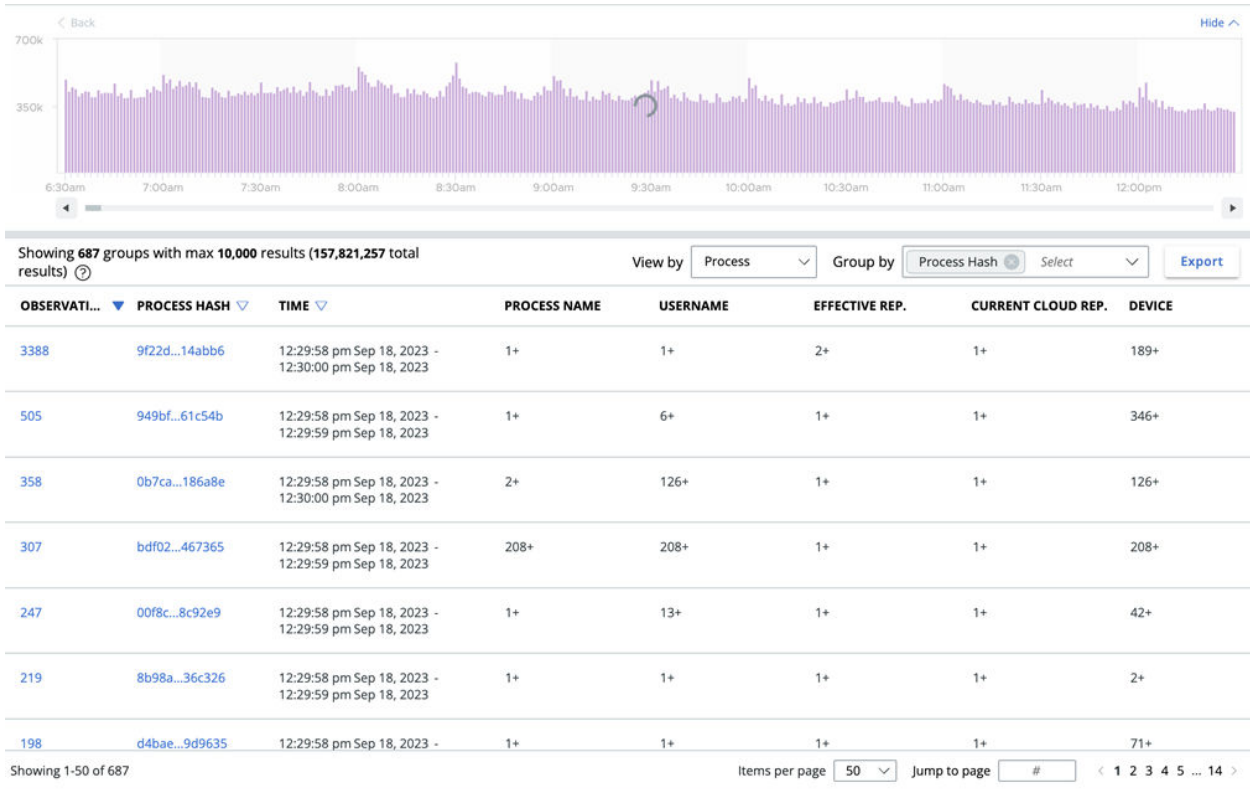 < Back
Hide
700k
350k
6:30am 7:00am 7:30am 8:00am 8:30am 9:00am 9:30am 10:00am 10:30am 11:00am 11:30am 12:00pm
Showing 687 groups with max 10,000 results (157,821,257 total
results) ?
View by Process Group by Process Hash Select Export
OBSERVATI... PROCESS HASH TIME PROCESS NAME USERNAME EFFECTIVE REP. CURRENT CLOUD REP. DEVICE
3388 9f22d...14abb6 12:29:58 pm Sep 18, 2023 - 1+ 1+ 2+ 1+ 189+
12:30:00 pm Sep 18, 2023
505 949bf...61c54b 12:29:58 pm Sep 18, 2023 - 1+ 6+ 1+ 1+ 346+
12:29:59 pm Sep 18, 2023
358 0b7ca...186a8e 12:29:58 pm Sep 18, 2023 - 2+ 126+ 1+ 1+ 126+
12:30:00 pm Sep 18, 2023
307 bdf02...467365 12:29:58 pm Sep 18, 2023 - 208+ 208+ 1+ 1+ 208+
12:29:59 pm Sep 18, 2023
247 00f8c...8c92e9 12:29:58 pm Sep 18, 2023 - 1+ 13+ 1+ 1+ 42+
12:29:59 pm Sep 18, 2023
219 8b98a...36c326 12:29:58 pm Sep 18, 2023 - 1+ 1+ 1+ 1+ 2+
12:29:59 pm Sep 18, 2023
198 d4bae...9d9635 12:29:58 pm Sep 18, 2023 - 1+ 1+ 1+ 1+ 71+
Showing 1-50 of 687 Items per page 50 Jump to page # < 1 2 3 4 5 ... 14 >